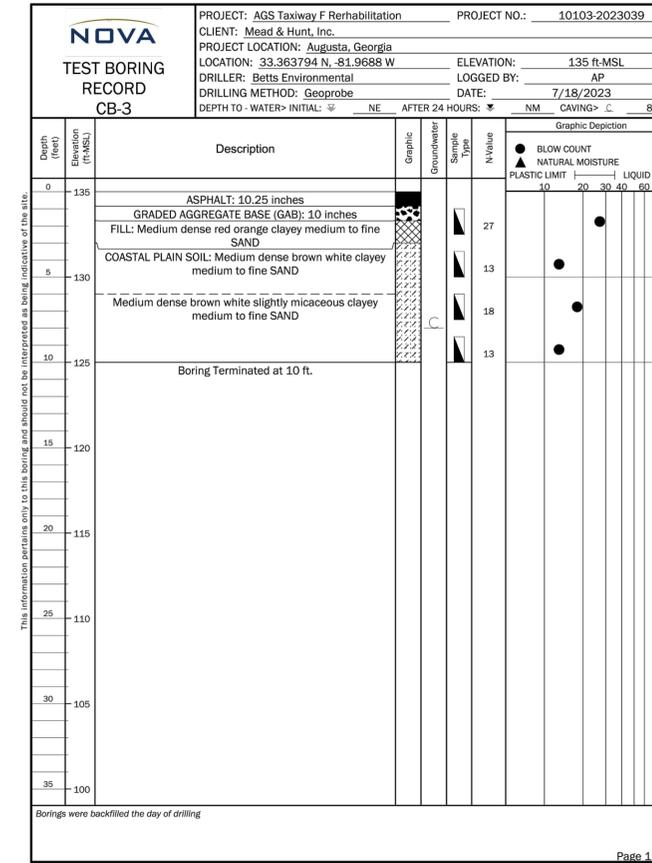 NOVA
TEST BORING
RECORD
CB-3
PROJECT: AGS Taxiway F Rerhabilitation PROJECT NO.: 10103-2023039
CLIENT: Mead & Hunt, Inc.
PROJECT LOCATION: Augusta, Georgia
LOCATION: 33.363794 N, -81.9688 W ELEVATION: 135 ft-MSL
DRILLER: Betts Environmental LOGGED BY: AP
DRILLING METHOD: Geoprobe DATE: 7/18/2023
DEPTH TO - WATER> INITIAL: NE AFTER 24 HOURS: NM CAVING> C 8
Depth
(feet)
Elevation
(ft-MSL)
Description
Graphic
Groundwater
Sample
Type
N-Value
Graphic Depiction
BLOW COUNT
NATURAL MOISTURE
PLASTIC LIMIT LIQUID
10 20 30 40 60
0 135
ASPHALT: 10.25 inches
GRADED AGGREGATE BASE (GAB): 10 inches
FILL: Medium dense red orange clayey medium to fine
SAND
27
COASTAL PLAIN SOIL: Medium dense brown white clayey
medium to fine SAND
13
5 130
Medium dense brown white slightly micaceous clayey
medium to fine SAND
18
C
13
10 125
Boring Terminated at 10 ft.
15 120
20 115
25 110
30 105
35 100
This information pertains only to this boring and should not be interpreted as being indicative of the site.
Borings were backfilled the day of drilling
Page 1